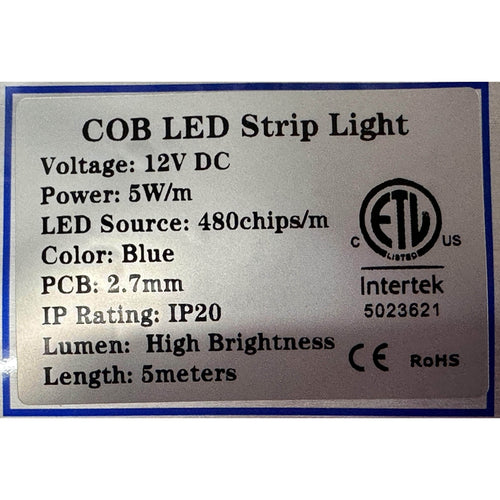 COB LED Strip Light
Voltage: 12V DC
Power: 5W/m
LED Source: 480chips/m
Color: Blue
PCB: 2.7mm
IP Rating: IP20
Lumen: High Brightness
Length: 5meters
ETL
C US
LISTED
Intertek
5023621
CE RoHS